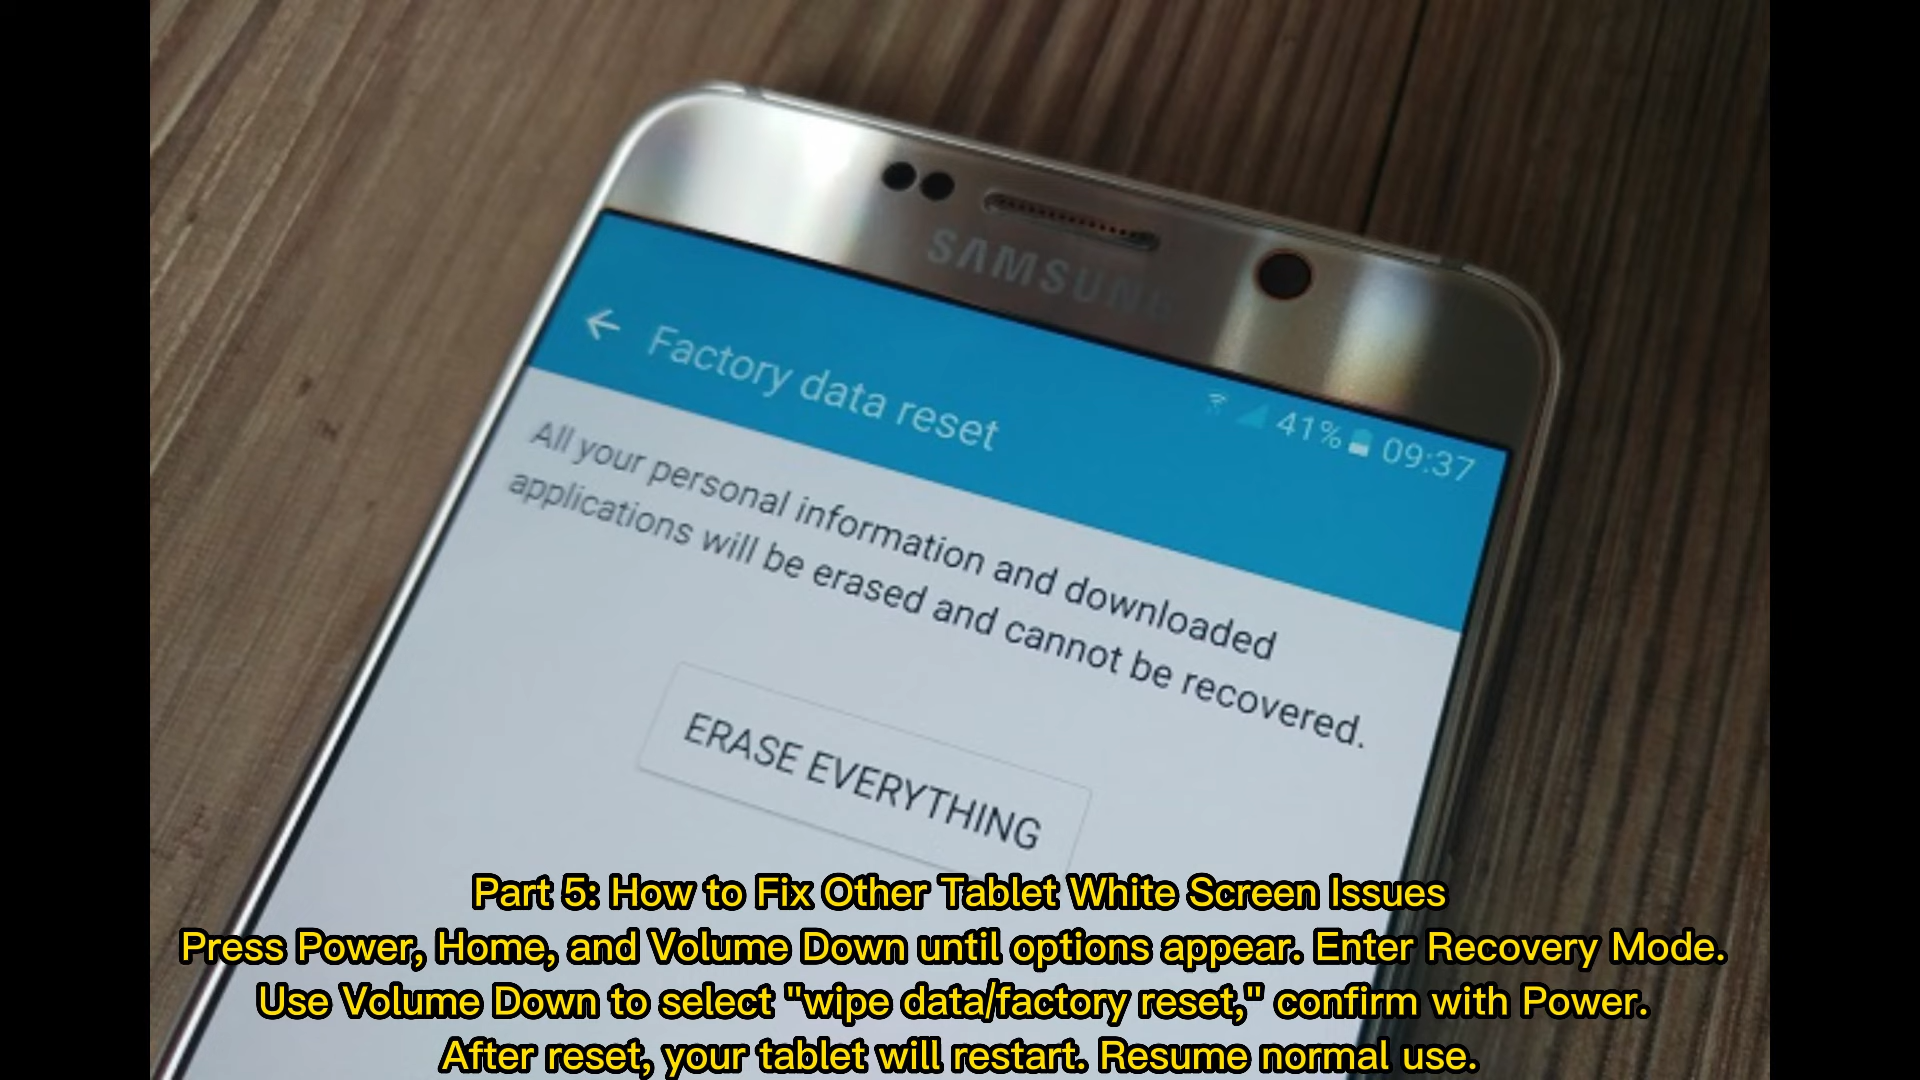 SAMSUNG
41% 09:37
Factory data reset
All your personal information and downloaded
applications will be erased and cannot be recovered.
ERASE EVERYTHING
Part 5: How to Fix Other Tablet White Screen Issues
Press Power, Home, and Volume Down until options appear. Enter Recovery Mode.
Use Volume Down to select "wipe data/factory reset," confirm with Power.
After reset, your tablet will restart. Resume normal use.